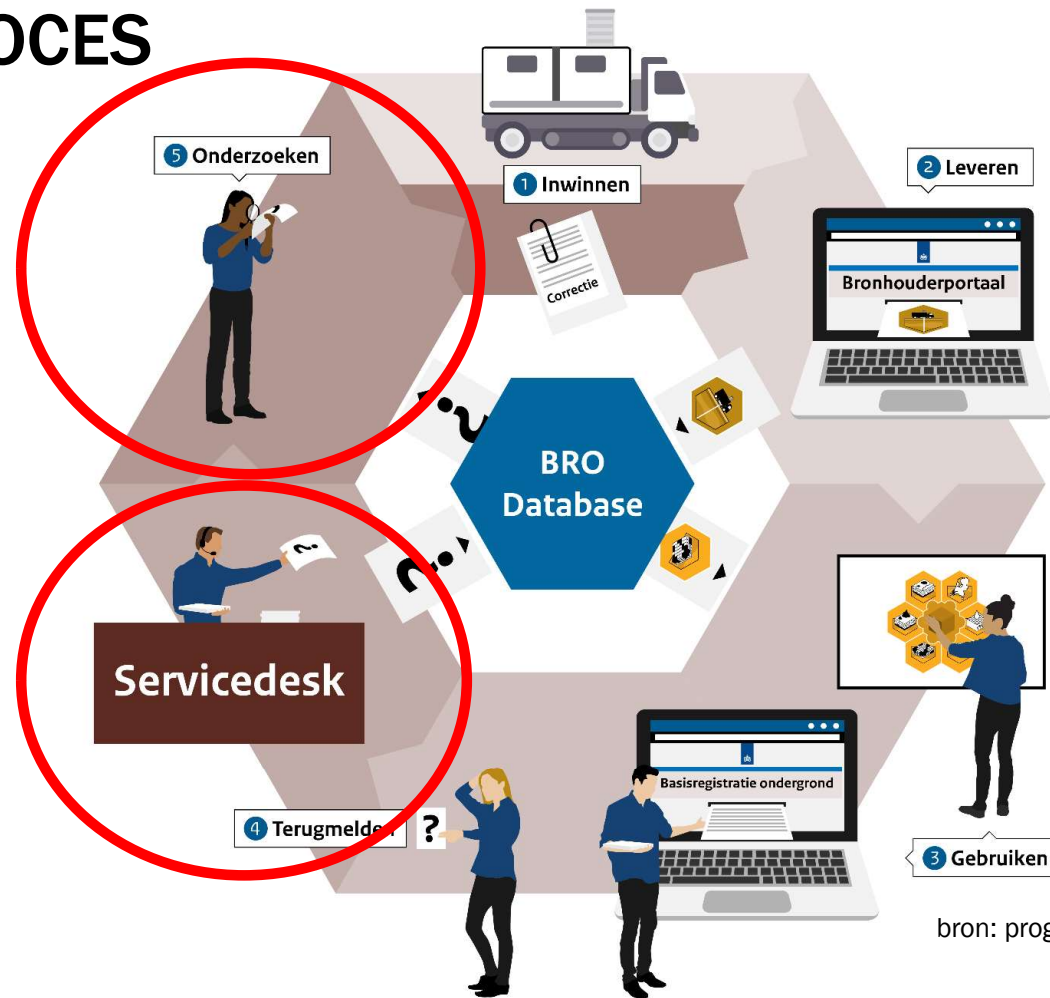 OCES
5 Onderzoeken
1 Inwinnen
Correctie
2 Leveren
Bronhouderportaal
BRO
Database
?
?
?
Servicedesk
?
Basisregistratie ondergrond
4 Terugmelden ?
3 Gebruiken
bron: prog